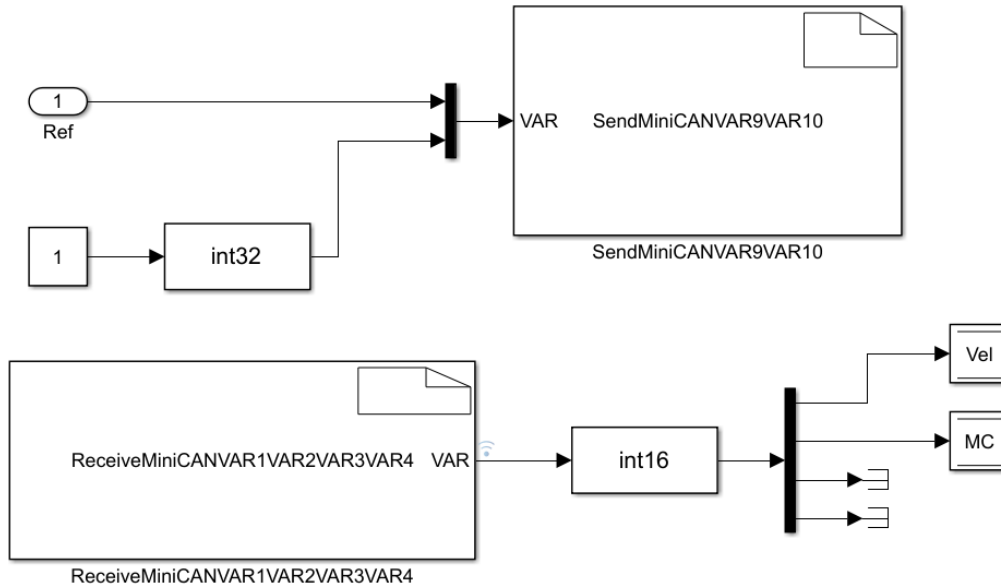 1
Ref
VAR
SendMiniCANVAR9VAR10
1
int32
SendMiniCANVAR9VAR10
Vel
ReceiveMiniCANVAR1VAR2VAR3VAR4
VAR
int16
MC
ReceiveMiniCANVAR1VAR2VAR3VAR4